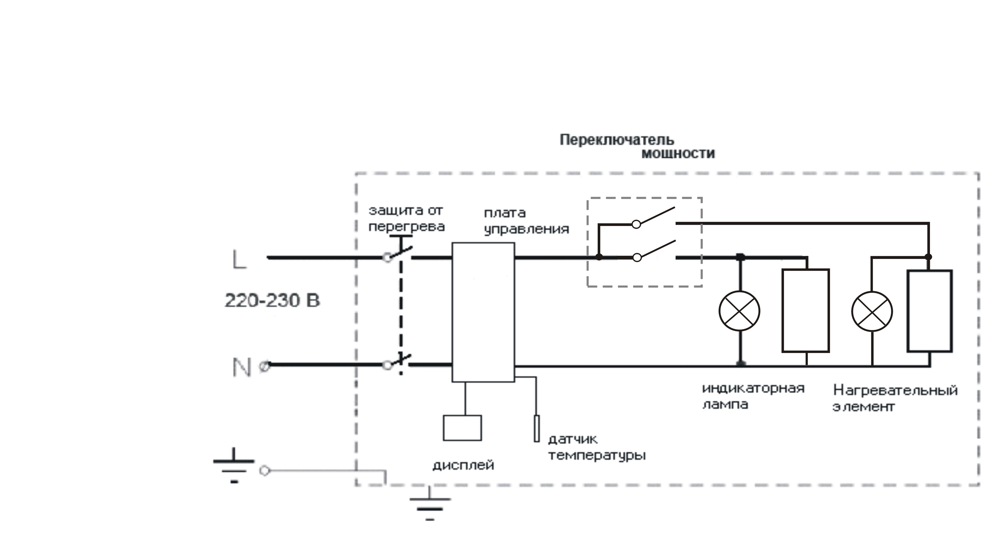 Переключатель
мощности
защита от
перегрева
плата
управления
L
220-230 В
N
индикаторная
лампа
Нагревательный
элемент
датчик
температуры
дисплей